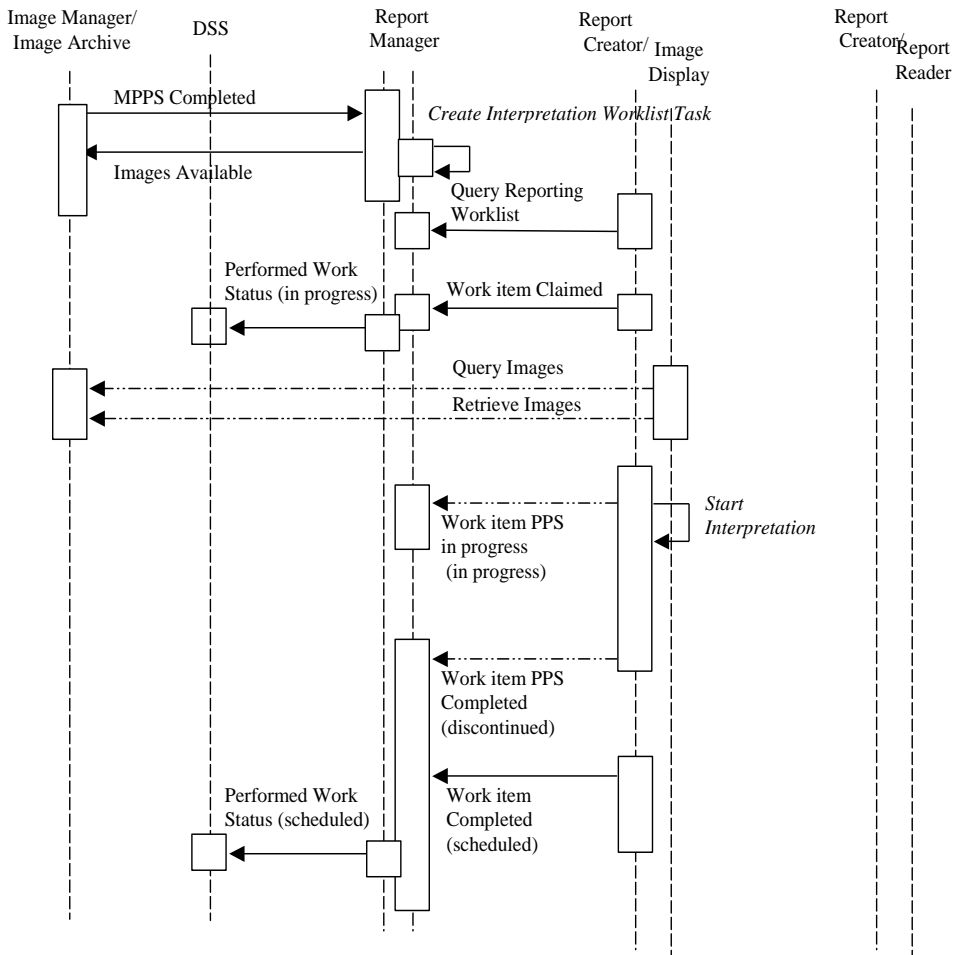 Image Manager/
Image Archive
DSS
Report
Manager
Report
Creator/
Image
Display
Report
Creator/
Report
Reader
MPPS Completed
Create Interpretation Worklist Task
Images Available
Query Reporting
Worklist
Performed Work
Status (in progress)
Work item Claimed
Query Images
Retrieve Images
Start
Interpretation
Work item PPS
in progress
(in progress)
Work item PPS
Completed
(discontinued)
Performed Work
Status (scheduled)
Work item
Completed
(scheduled)